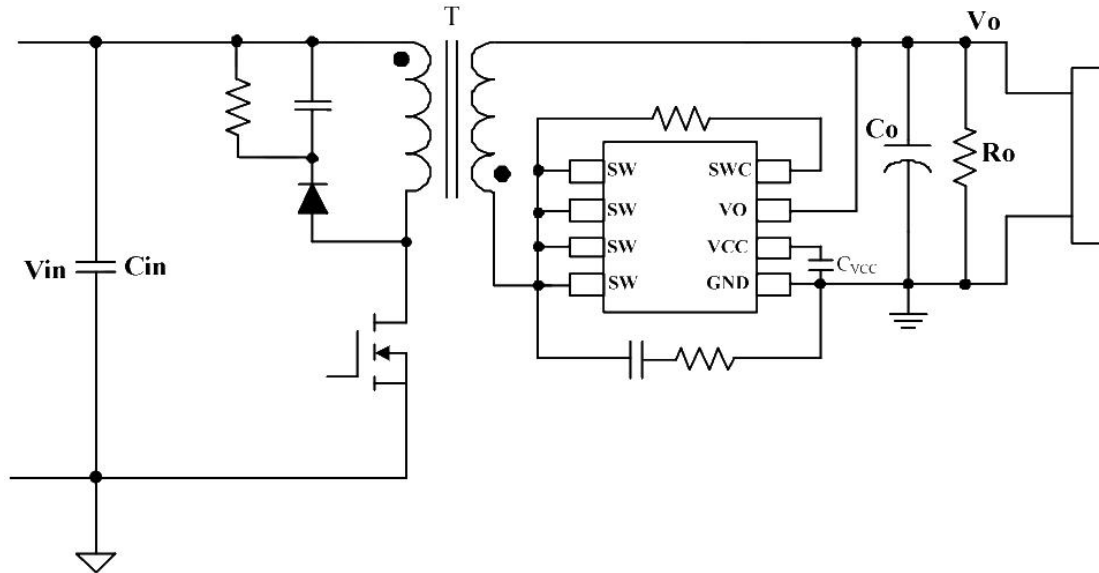 T
Vo
SW SWC
Co
Ro
SW VO
SW VCC
Vin Cin
CVCC
SW GND